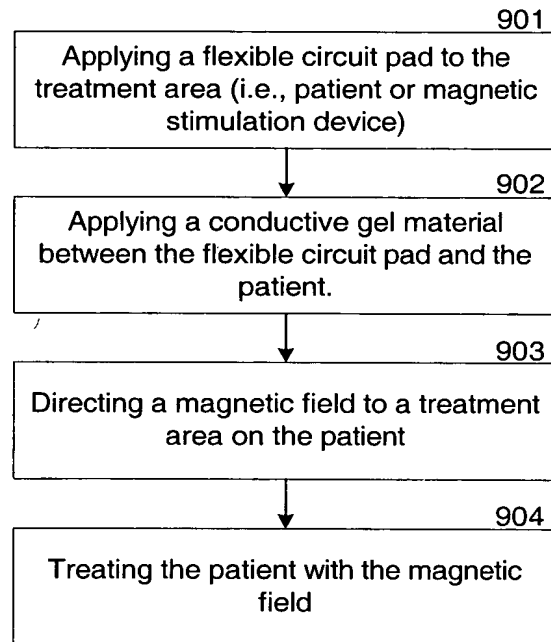 901
Applying a flexible circuit pad to the
treatment area (i.e., patient or magnetic
stimulation device)
902
Applying a conductive gel material
between the flexible circuit pad and the
patient.
903
Directing a magnetic field to a treatment
area on the patient
904
Treating the patient with the magnetic
field